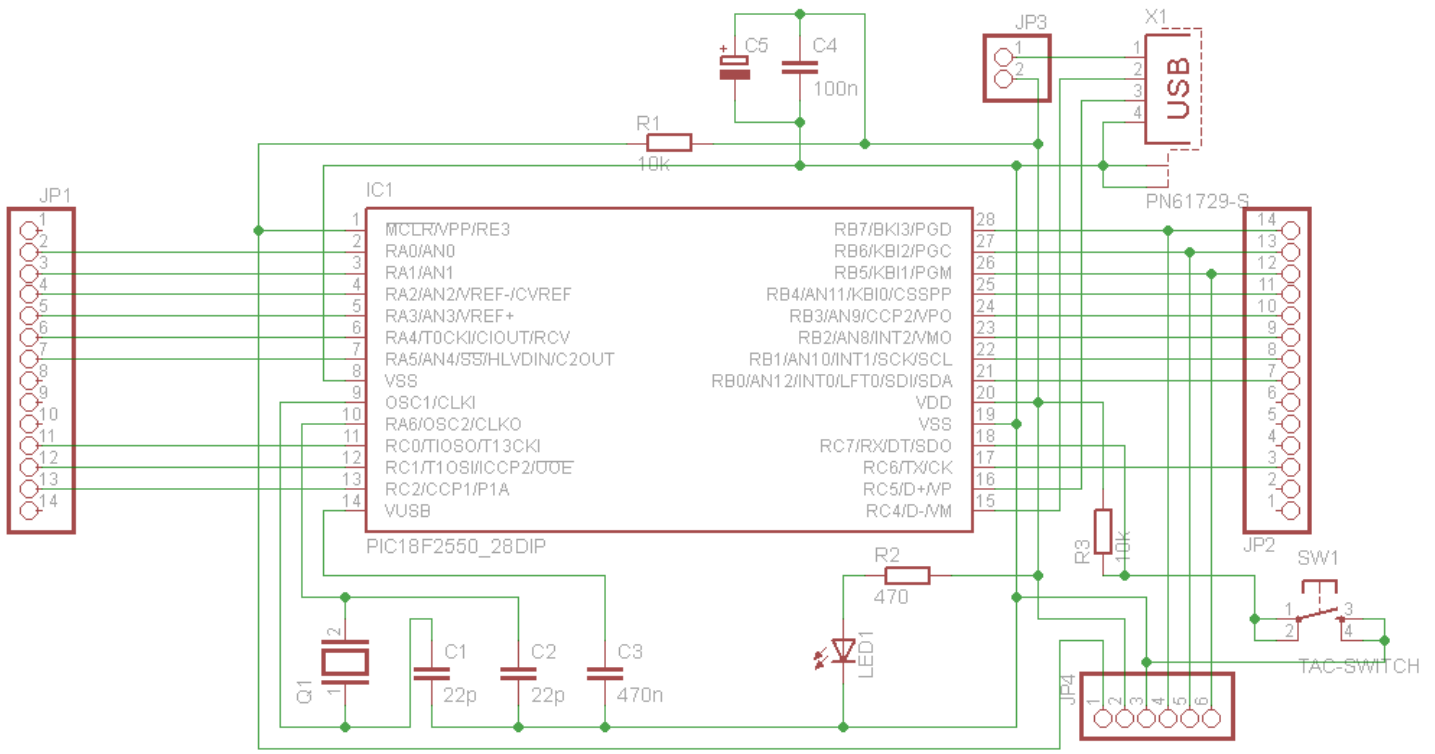 X1
JP3
1
2
1
2
3
4
USB
PN61729-S
+
C5
C4
100n
R1
10k
IC1
JP1
1
2
3
4
5
6
7
8
9
10
11
12
13
14
1 MCLR/VPP/RE3
2 RA0/AN0
3 RA1/AN1
4 RA2/AN2/VREF-/CVREF
5 RA3/AN3/VREF+
6 RA4/T0CKI/CIOUT/RCV
7 RA5/AN4/SS/HLVDIN/C2OUT
8 VSS
9 OSC1/CLKI
10 RA6/OSC2/CLKO
11 RC0/TIOSO/T13CKI
12 RC1/T1OSI/ICCP2/UOE
13 RC2/CCP1/P1A
14 VUSB
RB7/BKI3/PGD 28
RB6/KBI2/PGC 27
RB5/KBI1/PGM 26
RB4/AN11/KBI0/CSSPP 25
RB3/AN9/CCP2/VPO 24
RB2/AN8/INT2/VMO 23
RB1/AN10/INT1/SCK/SCL 22
RB0/AN12/INT0/LFT0/SDI/SDA 21
VDD 20
VSS 19
RC7/RX/DT/SDO 18
RC6/TX/CK 17
RC5/D+/VP 16
RC4/D-/VM 15
PIC18F2550_28DIP
14
13
12
11
10
9
8
7
6
5
4
3
2
1
JP2
R3
10k
SW1
1
2
3
4
TAC-SWITCH
R2
470
LED1
Q1
2
1
C1
22p
C2
22p
C3
470n
JP4
1
2
3
4
5
6